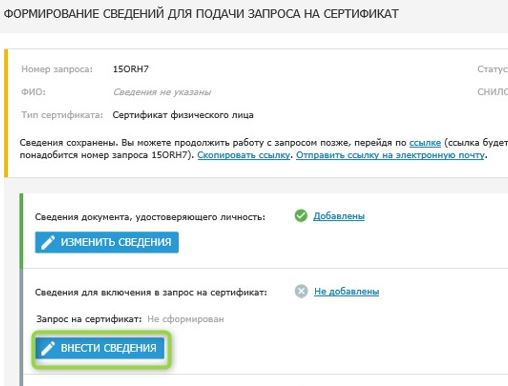 ФОРМИРОВАНИЕ СВЕДЕНИЙ ДЛЯ ПОДАЧИ ЗАПРОСА НА СЕРТИФИКАТ
Номер запроса: 15ORH7 Статус
ФИО: Сведения не указаны СНИЛС
Тип сертификата: Сертификат физического лица
Сведения сохранены. Вы можете продолжить работу с запросом позже, перейдя по ссылке (ссылка будет
понадобится номер запроса 15ORH7). Скопировать ссылку. Отправить ссылку на электронную почту.
Сведения документа, удостоверяющего личность: Добавлены
ИЗМЕНИТЬ СВЕДЕНИЯ
Сведения для включения в запрос на сертификат: Не добавлены
Запрос на сертификат: Не сформирован
ВНЕСТИ СВЕДЕНИЯ